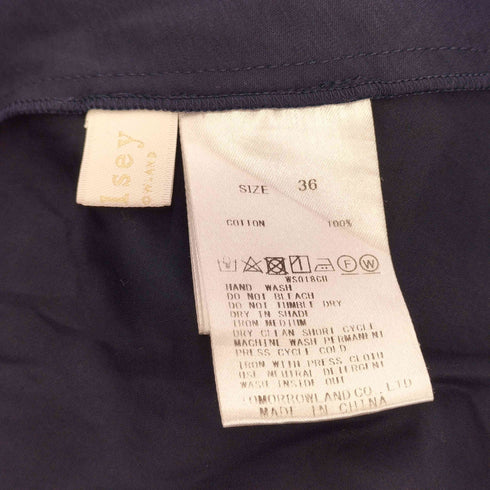 lsey
OWLAND
SIZE 36
COTTON 100%
F W
WS018GH
HAND WASH
DO NOT BLEACH
DO NOT TUMBLE DRY
DRY IN SHADE
IRON MEDIUM
DRY CLEAN SHORT CYCLE
MACHINE WASH PERMANENT
PRESS CYCLE COLD
IRON WITH PRESS CLOTH
USE NEUTRAL DETERGENT
WASH INSIDE OUT
TOMORROWLAND CO., LTD
MADE IN CHINA